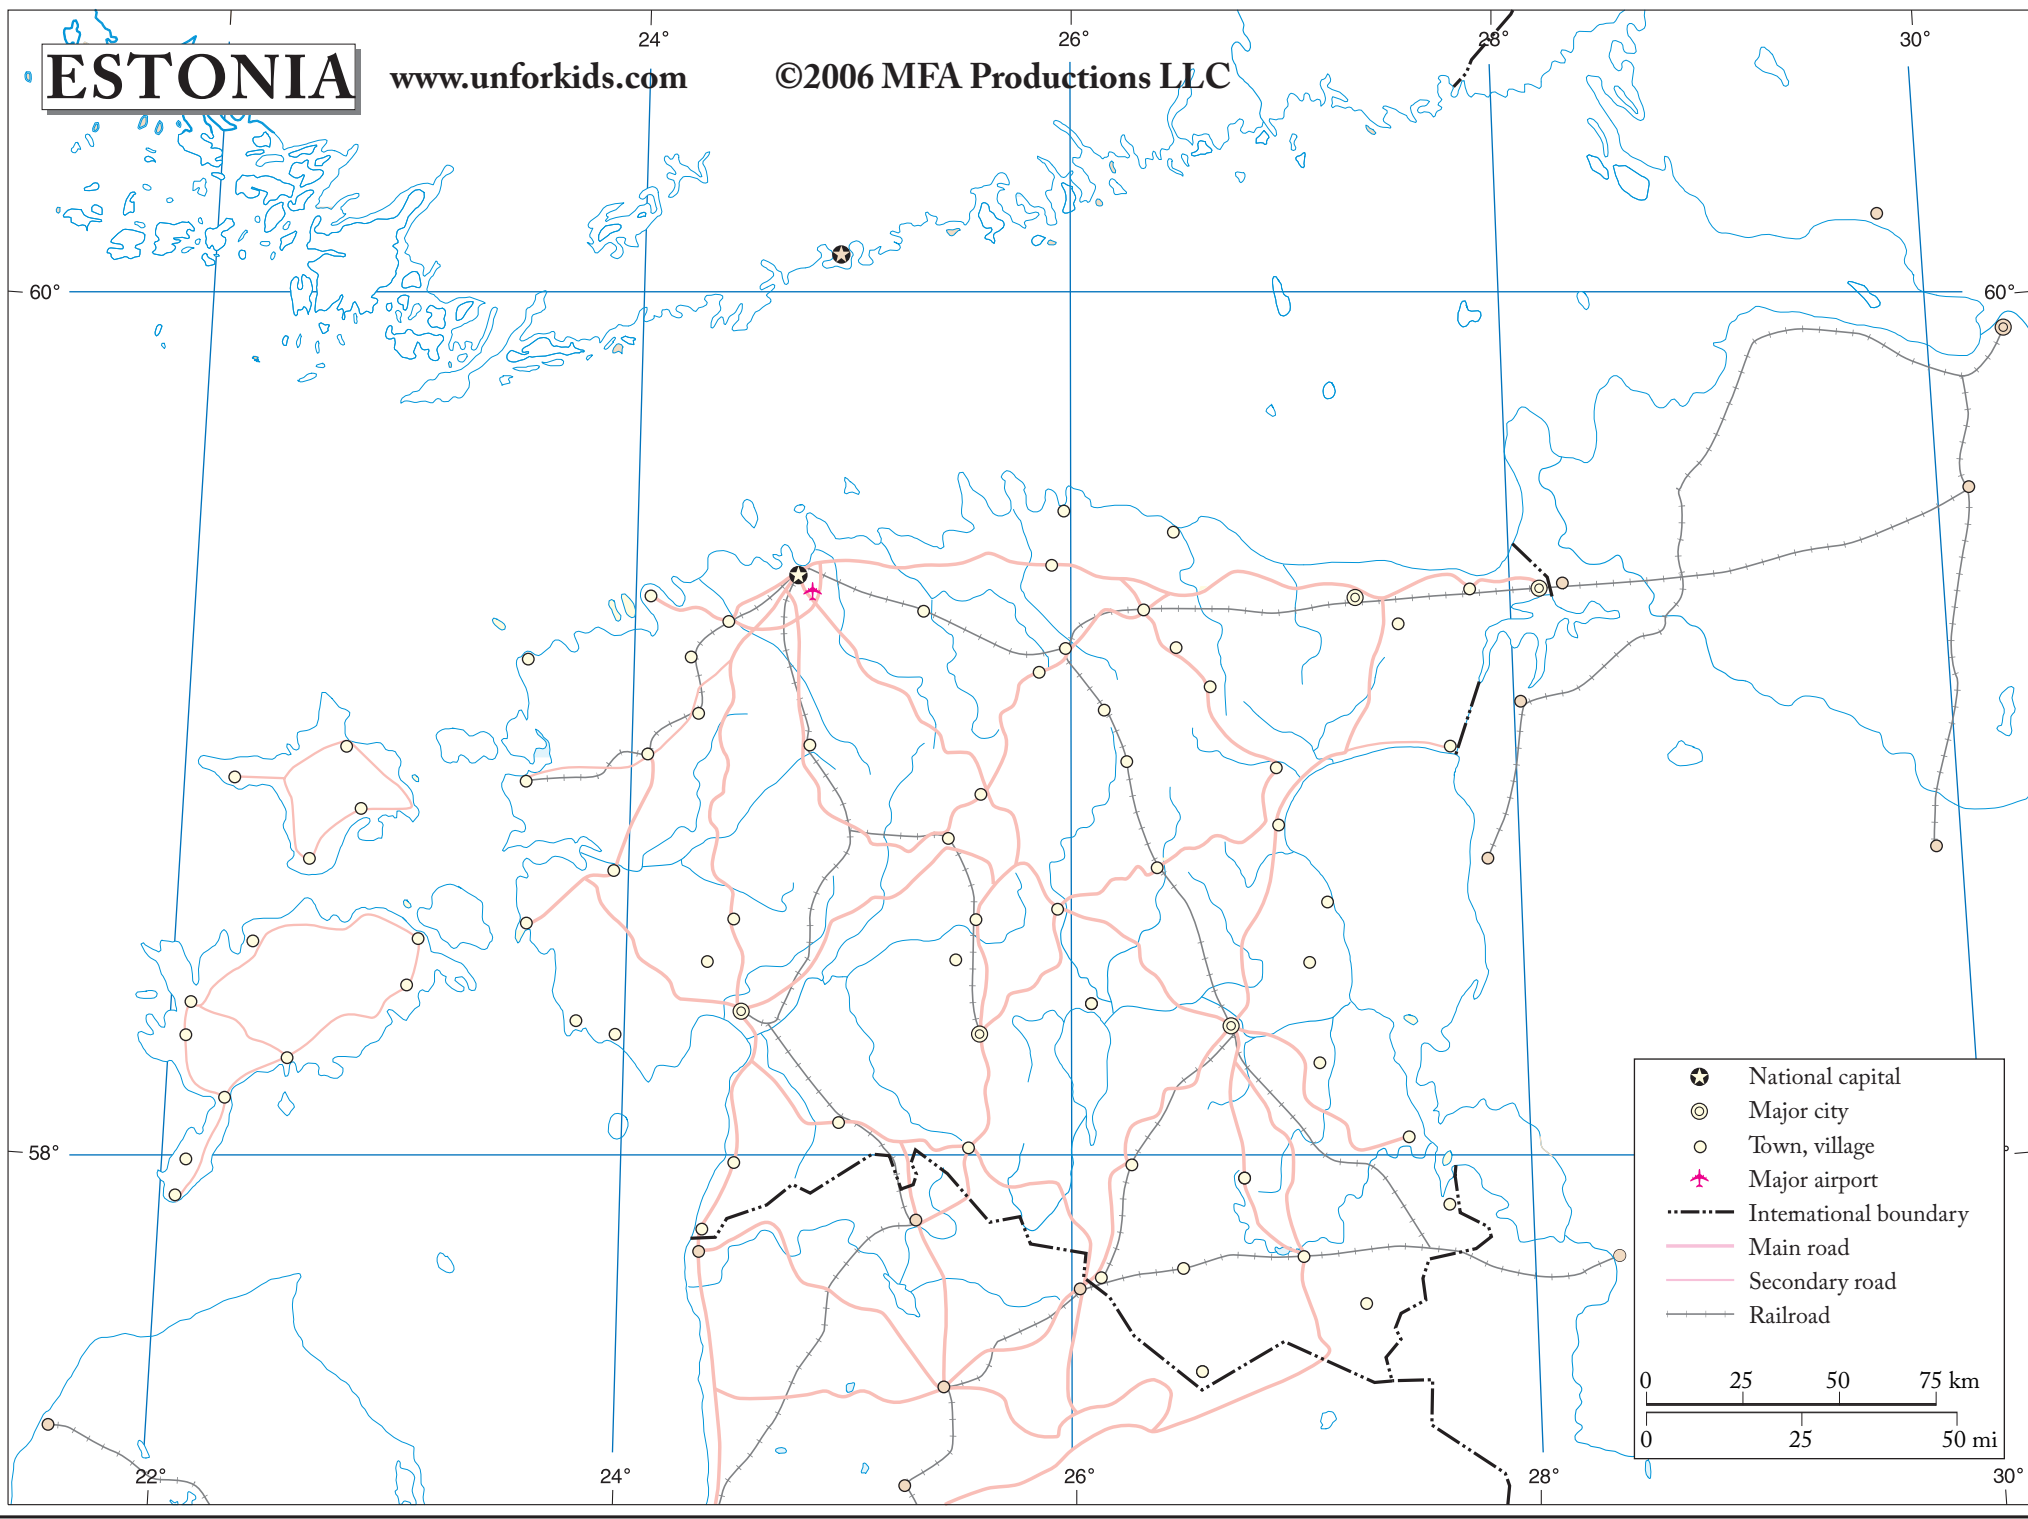 24° 26° 28° 30°
ESTONIA www.unforkids.com ©2006 MFA Productions LLC
60° 60°
58° °
National capital
Major city
Town, village
Major airport
International boundary
Main road
Secondary road
Railroad
0 25 50 75 km
0 25 50 mi
22° 24° 26° 28° 30°